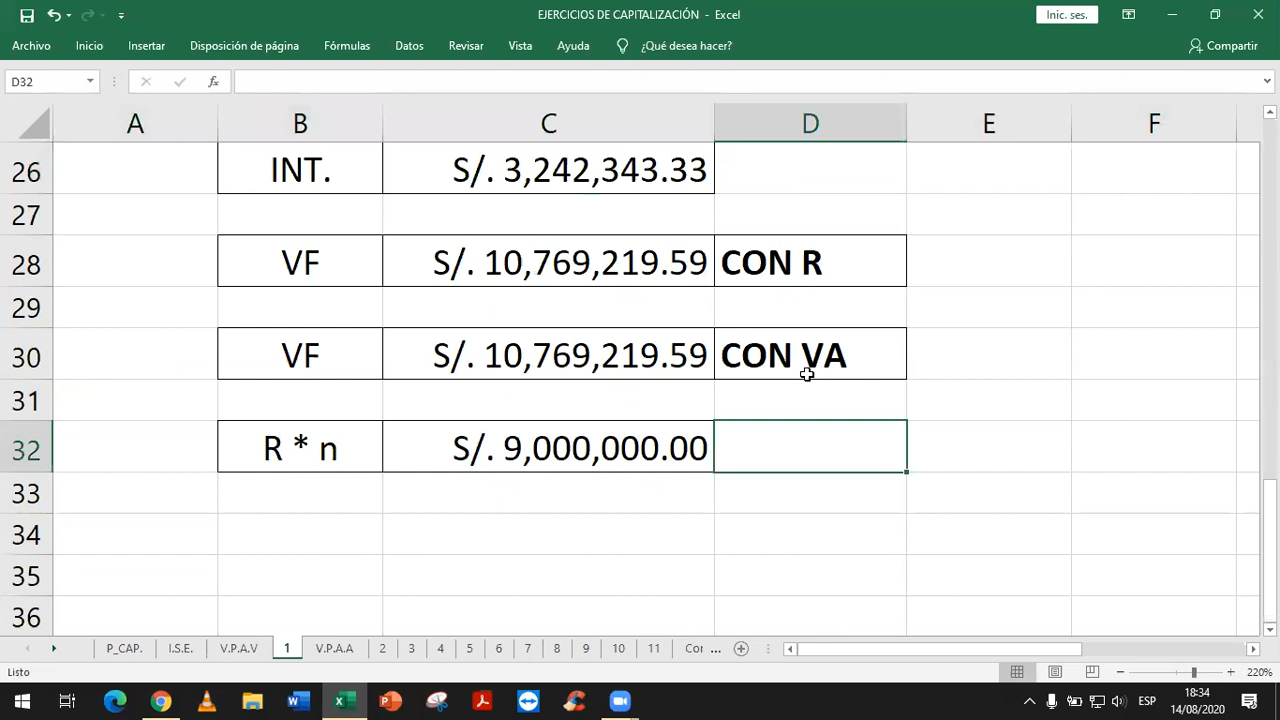 EJERCICIOS DE CAPITALIZACIÓN - Excel
Inic. ses.
Archivo Inicio Insertar Disposición de página Fórmulas Datos Revisar Vista Ayuda ¿Qué desea hacer? Compartir
D32 fx
A B C D E F
26 INT. S/. 3,242,343.33
27
28 VF S/. 10,769,219.59 CON R
29
30 VF S/. 10,769,219.59 CON VA
31
32 R * n S/. 9,000,000.00
33
34
35
36
P_CAP. I.S.E. V.P.A.V 1 V.P.A.A 2 3 4 5 6 7 8 9 10 11 Cor ...
Listo 220%
ESP 18:34
14/08/2020